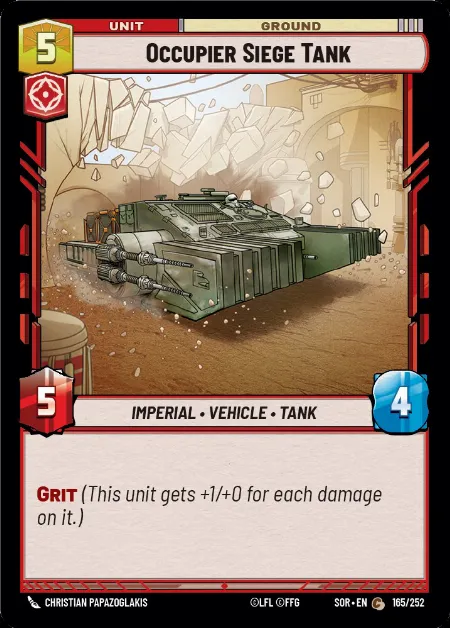 UNIT
GROUND
5
OCCUPIER SIEGE TANK
5
IMPERIAL • VEHICLE • TANK
4
GRIT (This unit gets +1/+0 for each damage
on it.)
CHRISTIAN PAPAZOGLAKIS
©LFL ©FFG
SOR • EN C 165/252